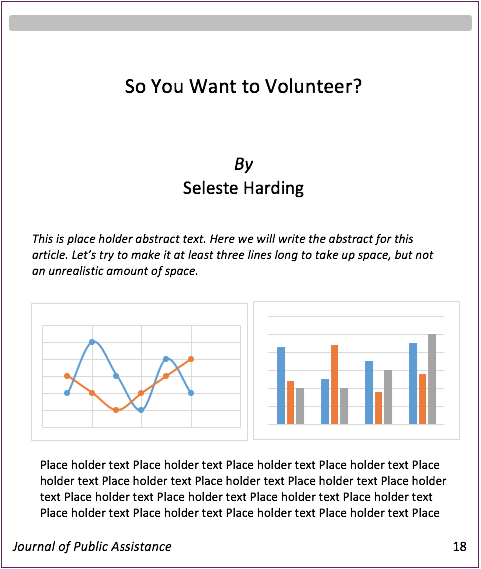 So You Want to Volunteer?
By
Seleste Harding
This is place holder abstract text. Here we will write the abstract for this
article. Let's try to make it at least three lines long to take up space, but not
an unrealistic amount of space.
Place holder text Place holder text Place holder text Place holder text Place
holder text Place holder text Place holder text Place holder text Place holder
text Place holder text Place holder text Place holder text Place holder text
Place holder text Place holder text Place holder text Place holder text Place
Journal of Public Assistance 18